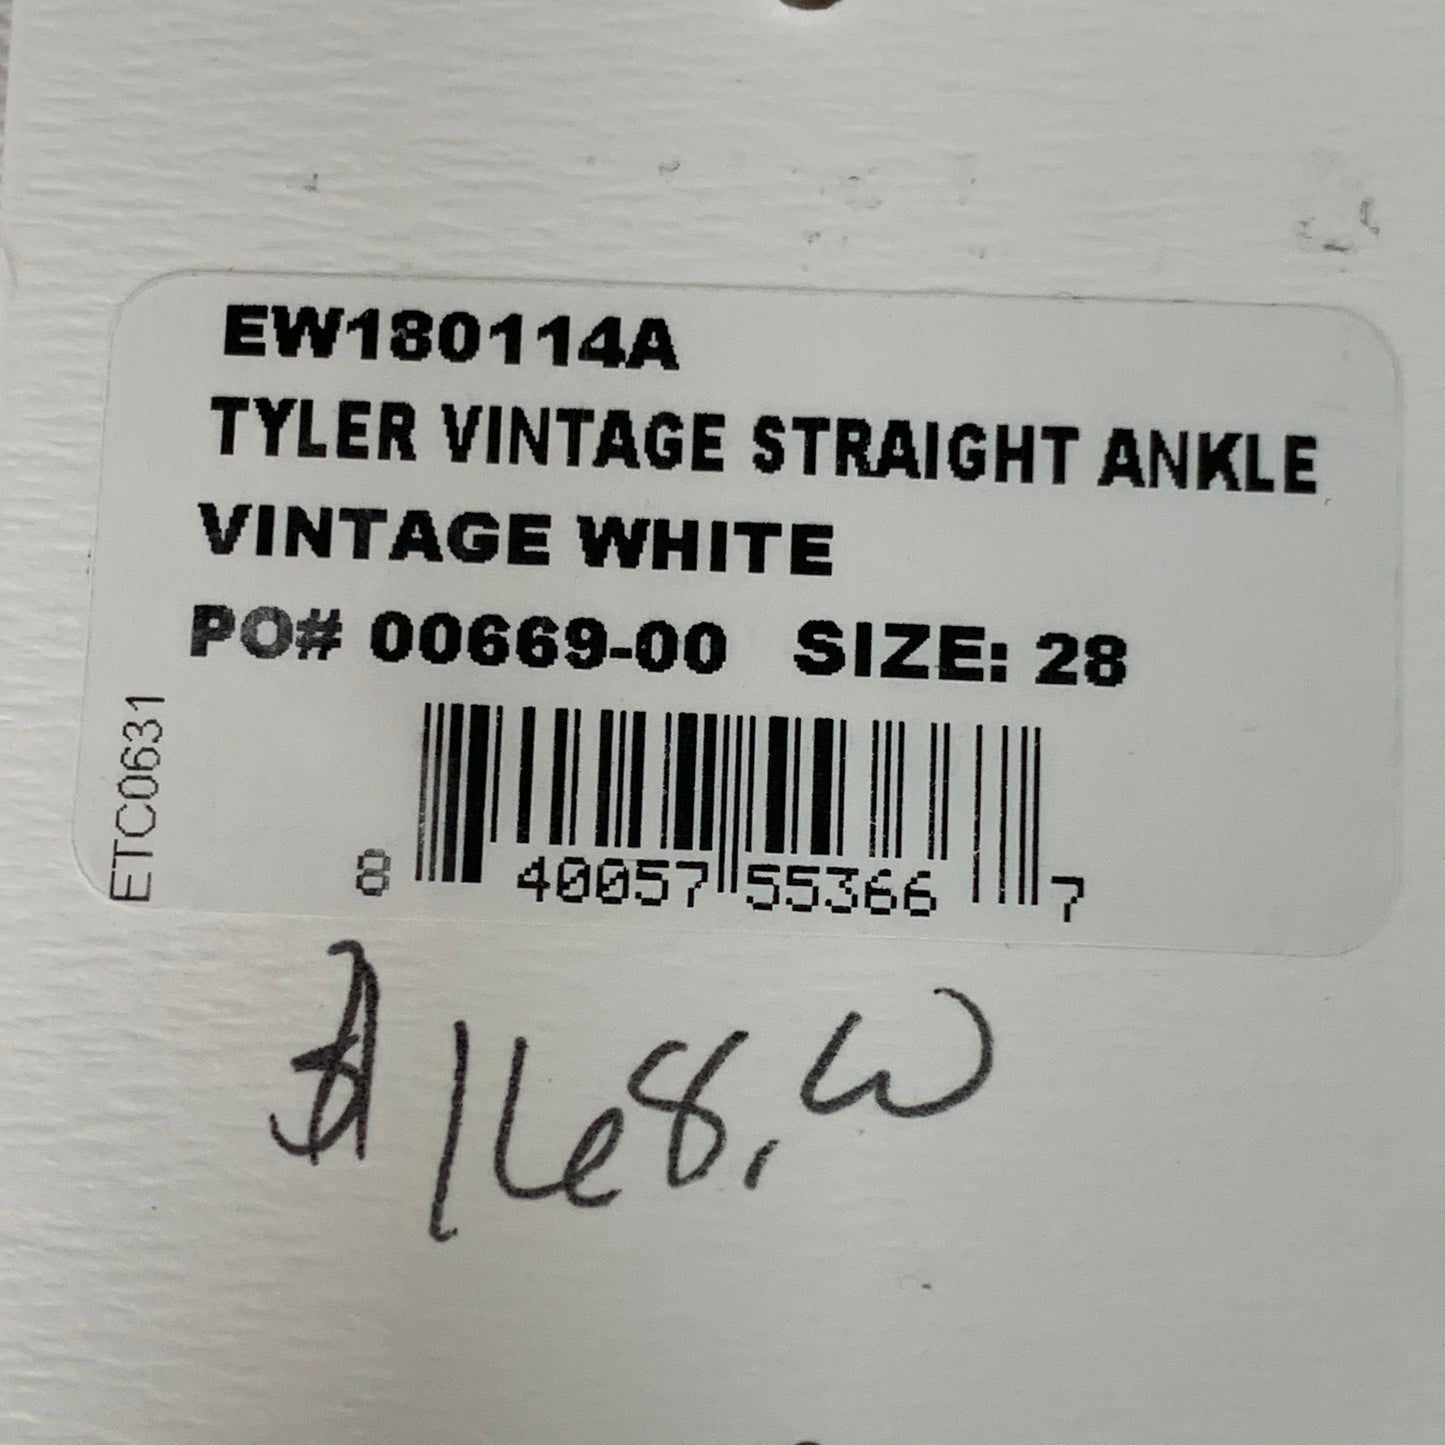 EW180114A
TYLER VINTAGE STRAIGHT ANKLE
VINTAGE WHITE
PO# 00669-00 SIZE: 28
ETC0631
8 40057 55366 7
$168.00